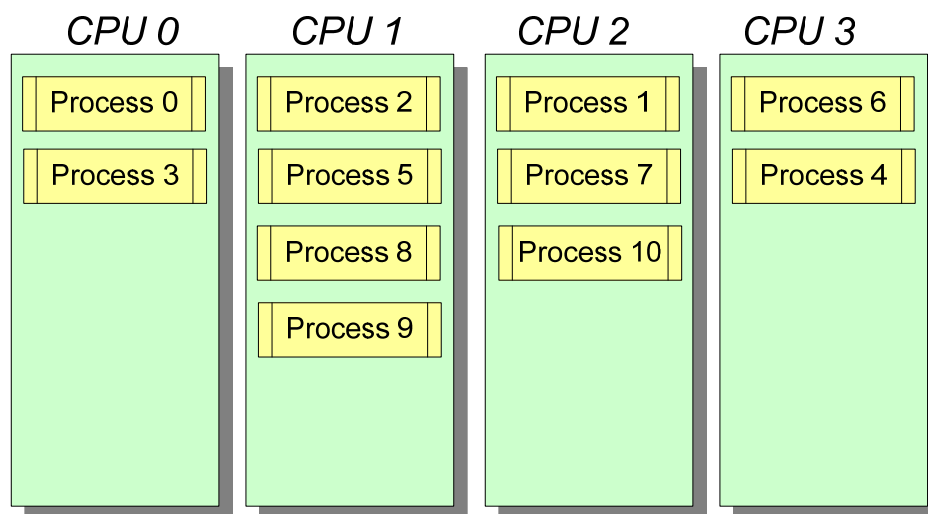 CPU 0
CPU 1
CPU 2
CPU 3
Process 0
Process 2
Process 1
Process 6
Process 3
Process 5
Process 7
Process 4
Process 8
Process 10
Process 9